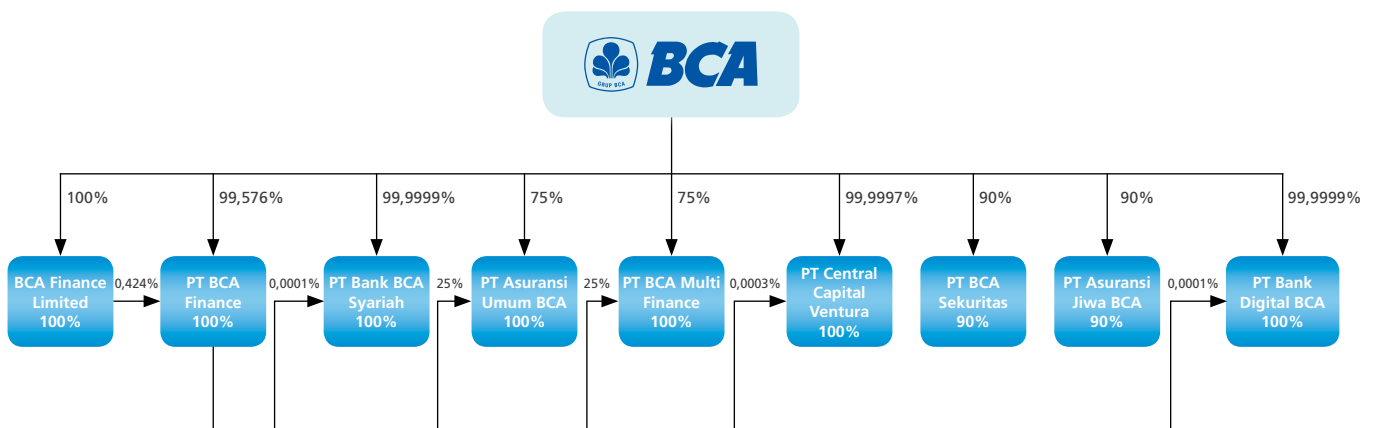 GRUP BCA
BCA
100%
99,576%
99,9999%
75%
75%
99,9997%
90%
90%
99,9999%
BCA Finance
Limited
100%
0,424%
PT BCA
Finance
100%
0,0001%
PT Bank BCA
Syariah
100%
25%
PT Asuransi
Umum BCA
100%
25%
PT BCA Multi
Finance
100%
0,0003%
PT Central
Capital
Ventura
100%
PT BCA
Sekuritas
90%
PT Asuransi
Jiwa BCA
90%
0,0001%
PT Bank
Digital BCA
100%